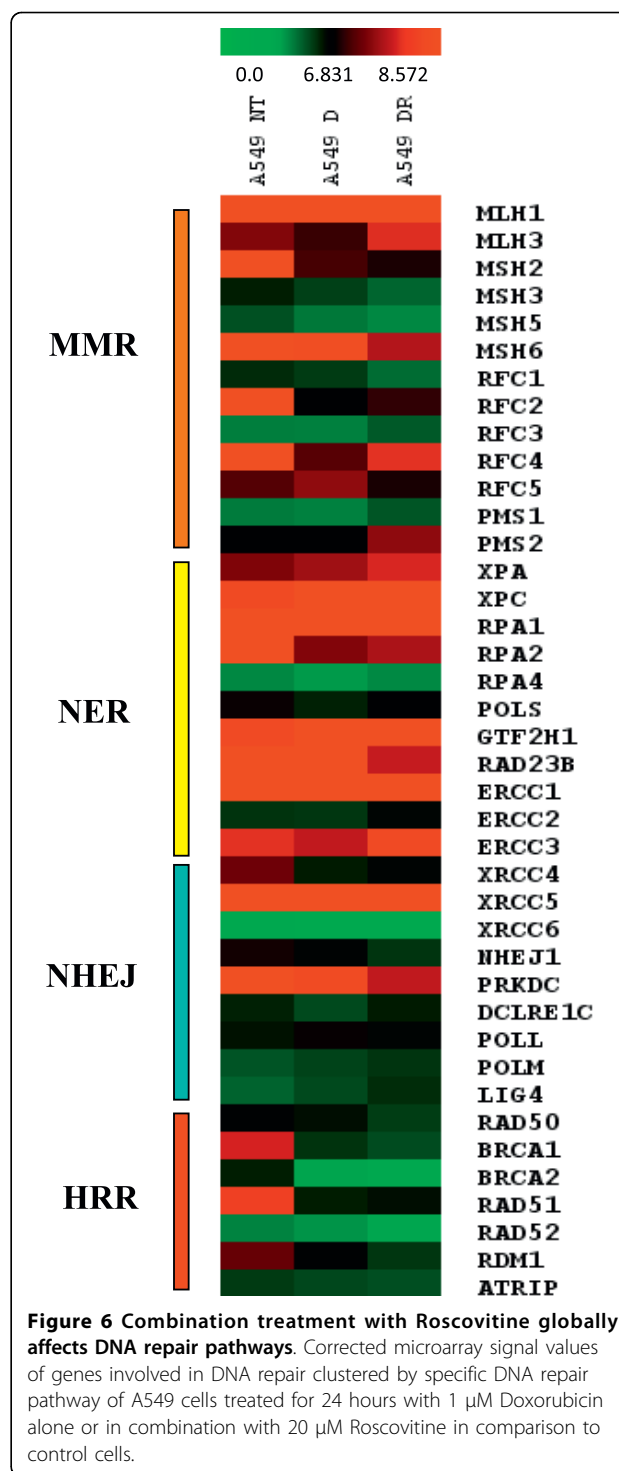 0.0 6.831 8.572
A549 NT
A549 D
A549 DR
MMR
MLH1
MLH3
MSH2
MSH3
MSH5
MSH6
RFC1
RFC2
RFC3
RFC4
RFC5
PMS1
PMS2
NER
XPA
XPC
RPA1
RPA2
RPA4
POLS
GTF2H1
RAD23B
ERCC1
ERCC2
ERCC3
NHEJ
XRCC4
XRCC5
XRCC6
NHEJ1
PRKDC
DCLRE1C
POLL
POLM
LIG4
HRR
RAD50
BRCA1
BRCA2
RAD51
RAD52
RDM1
ATRIP
Figure 6 Combination treatment with Roscovitine globally
affects DNA repair pathways. Corrected microarray signal values
of genes involved in DNA repair clustered by specific DNA repair
pathway of A549 cells treated for 24 hours with 1 μM Doxorubicin
alone or in combination with 20 μM Roscovitine in comparison to
control cells.